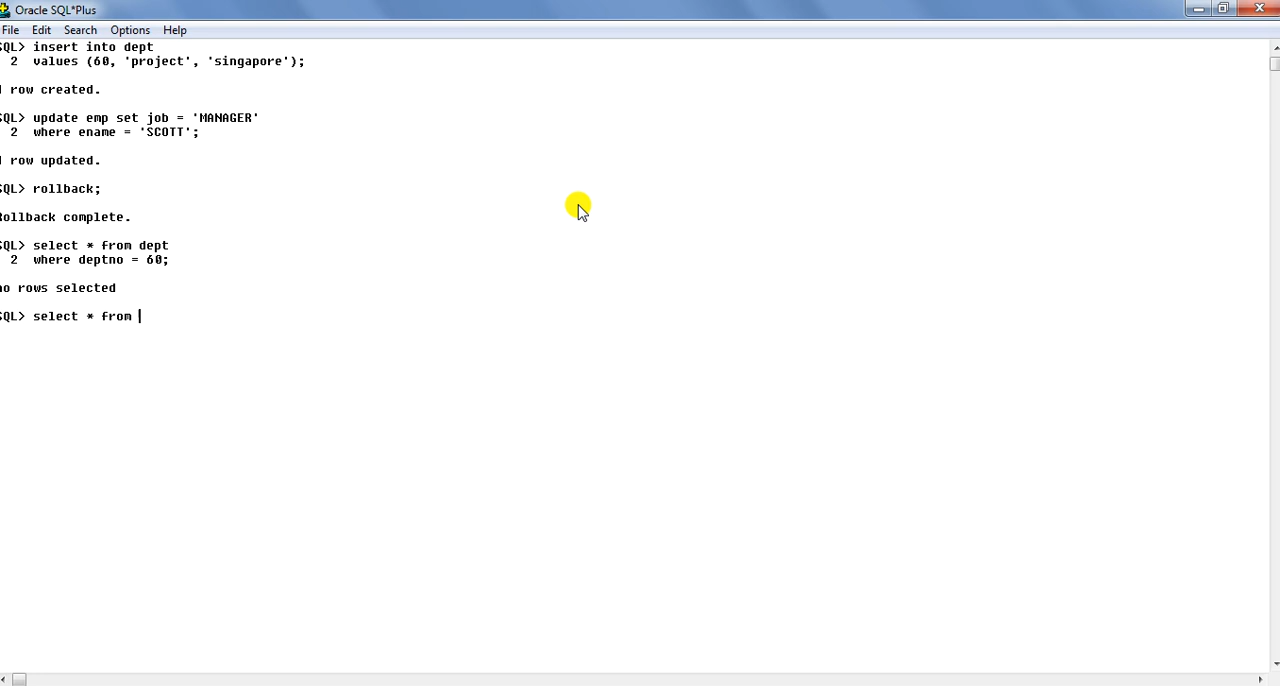 Oracle SQL*Plus
File Edit Search Options Help
SQL> insert into dept
2 values (60, 'project', 'singapore');
1 row created.
SQL> update emp set job = 'MANAGER'
2 where ename = 'SCOTT';
1 row updated.
SQL> rollback;
Rollback complete.
SQL> select * from dept
2 where deptno = 60;
no rows selected
SQL> select * from